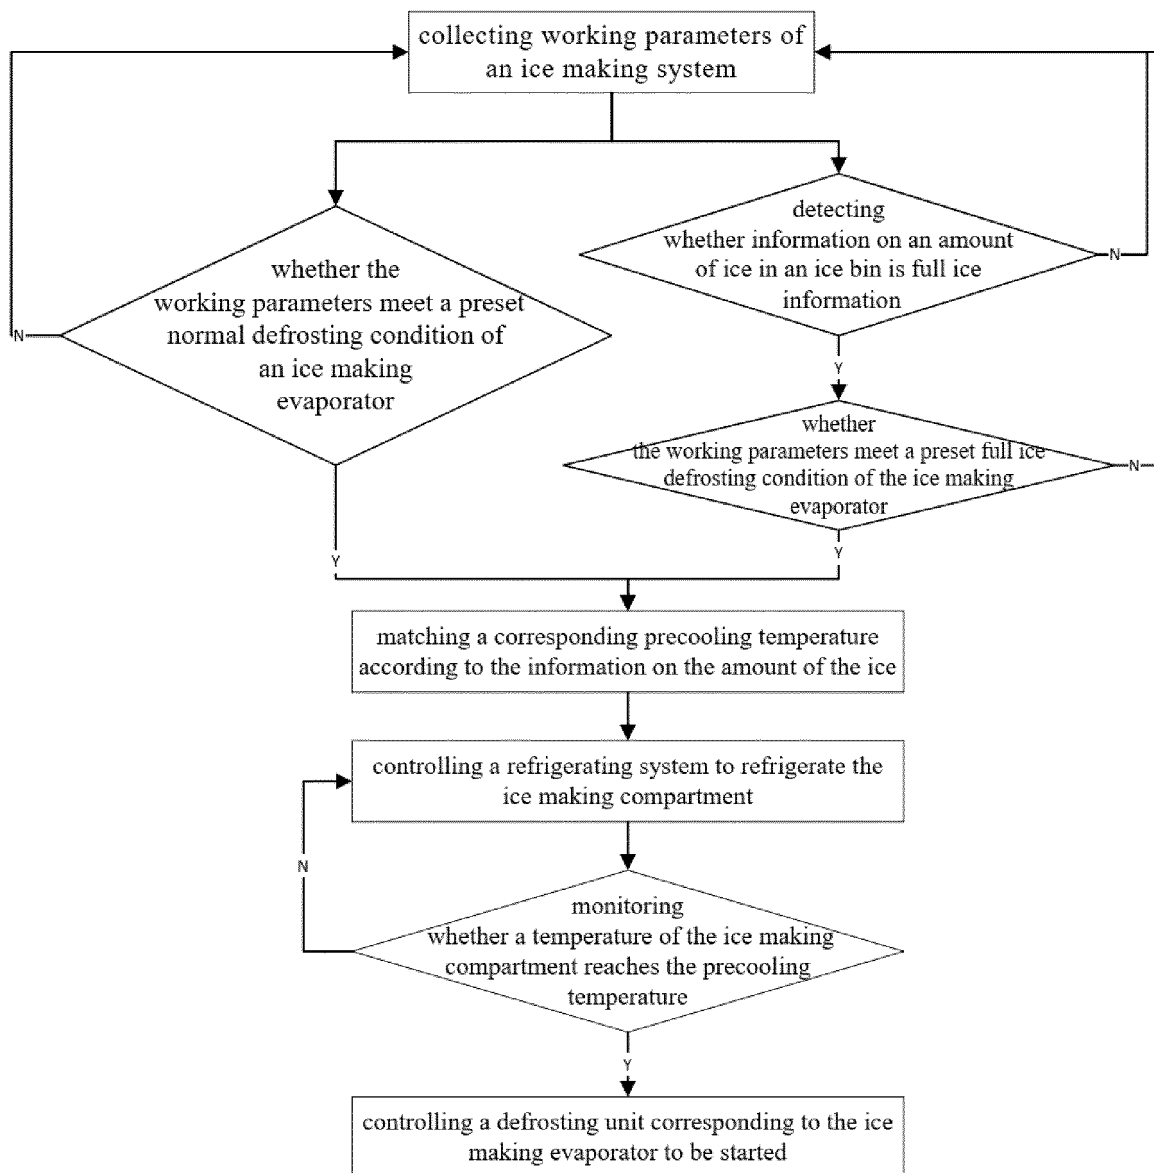 collecting working parameters of
an ice making system
detecting
whether information on an amount
of ice in an ice bin is full ice
information
N
whether the
working parameters meet a preset
normal defrosting condition of
an ice making
evaporator
N
Y
whether
the working parameters meet a preset full ice
defrosting condition of the ice making
evaporator
N
Y
Y
matching a corresponding precooling temperature
according to the information on the amount of the ice
controlling a refrigerating system to refrigerate the
ice making compartment
N
monitoring
whether a temperature of the ice making
compartment reaches the precooling
temperature
Y
controlling a defrosting unit corresponding to the ice
making evaporator to be started